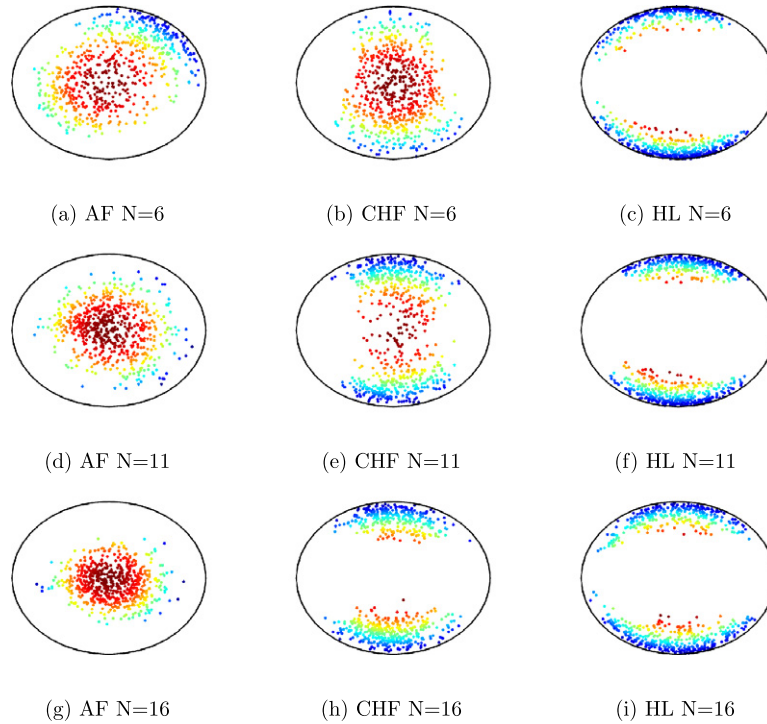 (a) AF N=6
(b) CHF N=6
(c) HL N=6
(d) AF N=11
(e) CHF N=11
(f) HL N=11
(g) AF N=16
(h) CHF N=16
(i) HL N=16